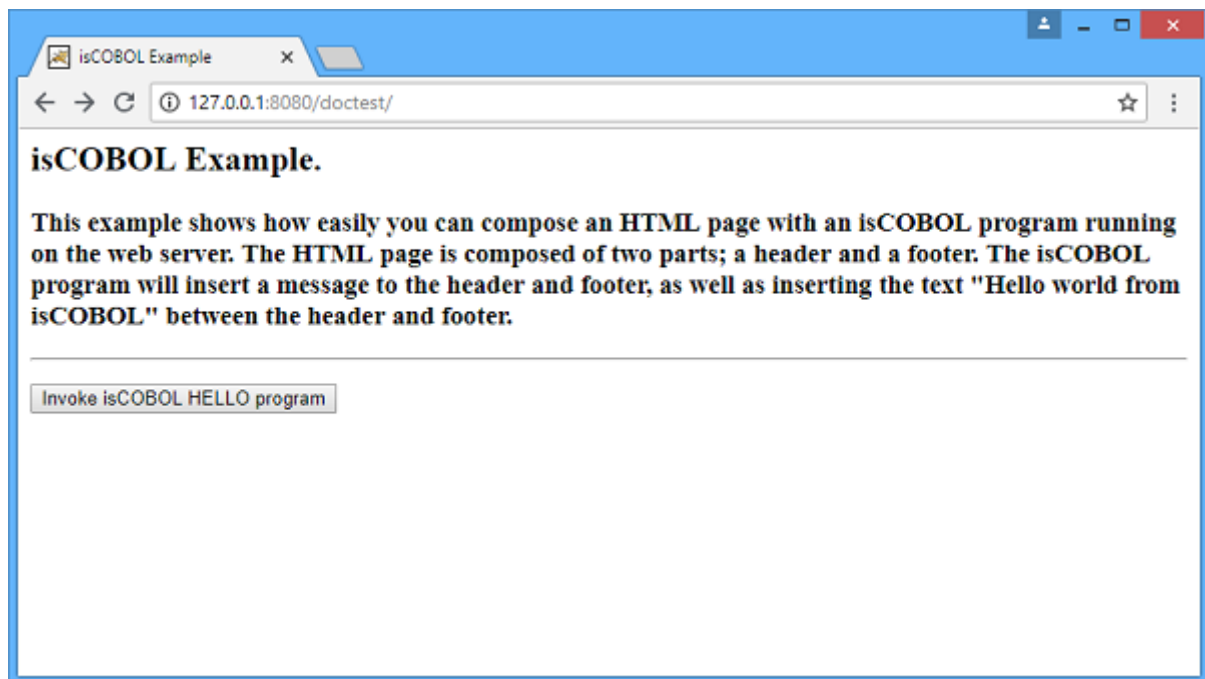 isCOBOL Example
127.0.0.1:8080/doctest/
isCOBOL Example.
This example shows how easily you can compose an HTML page with an isCOBOL program running
on the web server. The HTML page is composed of two parts; a header and a footer. The isCOBOL
program will insert a message to the header and footer, as well as inserting the text "Hello world from
isCOBOL" between the header and footer.
Invoke isCOBOL HELLO program